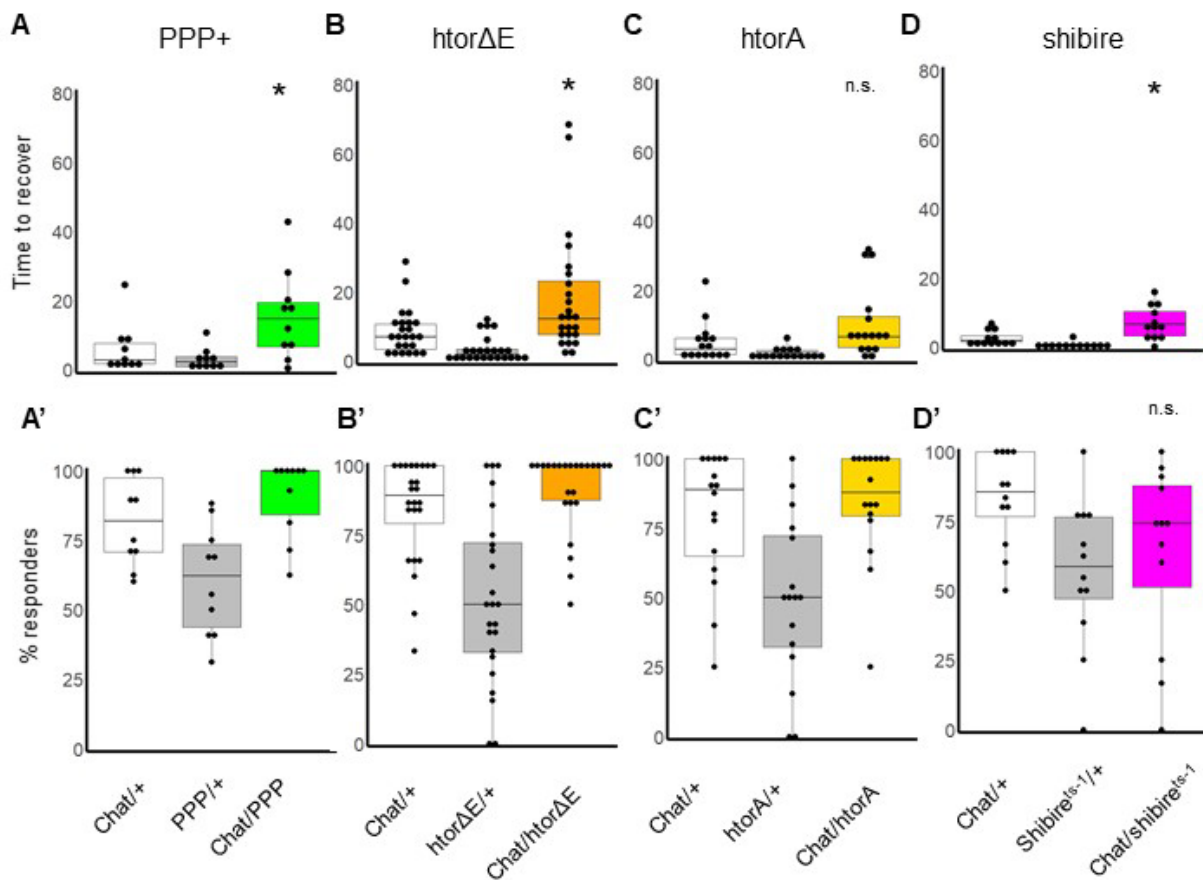 A
PPP+
B
htorΔE
C
htorA
D
shibire
*
*
n.s.
*
Time to recover
80
60
40
20
0
80
60
40
20
0
80
60
40
20
0
80
60
40
20
0
A'
B'
C'
D'
n.s.
% responders
100
75
50
25
0
100
75
50
25
0
100
75
50
25
0
100
75
50
25
0
Chat/+
PPP/+
Chat/PPP
Chat/+
htorΔE/+
Chat/htorΔE
Chat/+
htorA/+
Chat/htorA
Chat/+
Shibireᵗˢ⁻¹/+
Chat/shibireᵗˢ⁻¹